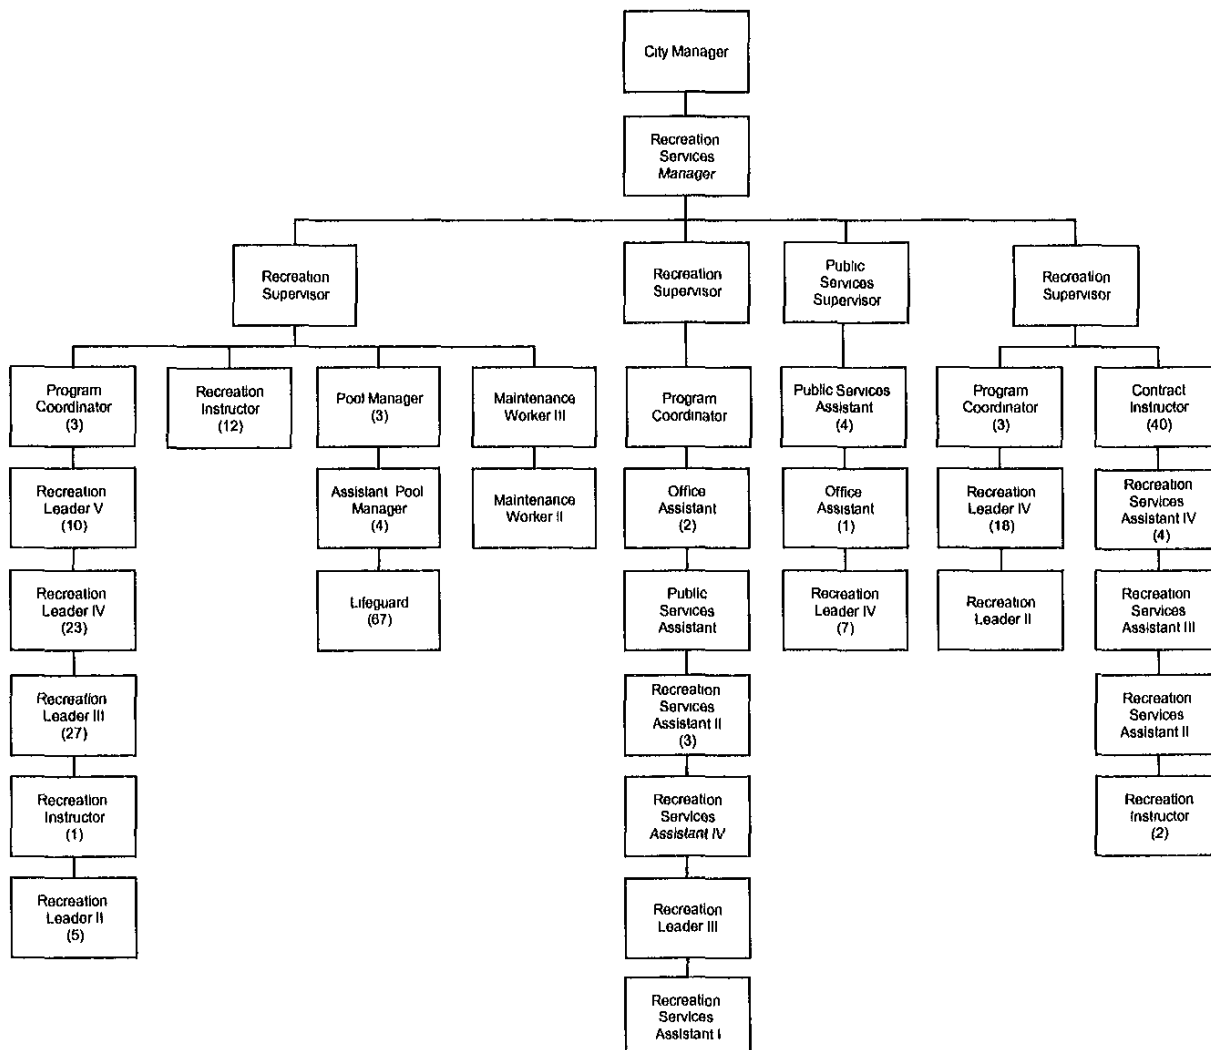 City Manager
Recreation
Services
Manager
Recreation
Supervisor
Recreation
Supervisor
Public
Services
Supervisor
Recreation
Supervisor
Program
Coordinator
(3)
Recreation
Instructor
(12)
Pool Manager
(3)
Maintenance
Worker III
Program
Coordinator
Public Services
Assistant
(4)
Program
Coordinator
(3)
Contract
Instructor
(40)
Recreation
Leader V
(10)
Assistant Pool
Manager
(4)
Maintenance
Worker II
Office
Assistant
(2)
Office
Assistant
(1)
Recreation
Leader IV
(18)
Recreation
Services
Assistant IV
(4)
Recreation
Leader IV
(23)
Lifeguard
(67)
Public
Services
Assistant
Recreation
Leader IV
(7)
Recreation
Leader II
Recreation
Services
Assistant III
Recreation
Leader III
(27)
Recreation
Services
Assistant II
(3)
Recreation
Services
Assistant II
Recreation
Instructor
(1)
Recreation
Services
Assistant IV
Recreation
Instructor
(2)
Recreation
Leader II
(5)
Recreation
Leader III
Recreation
Services
Assistant I